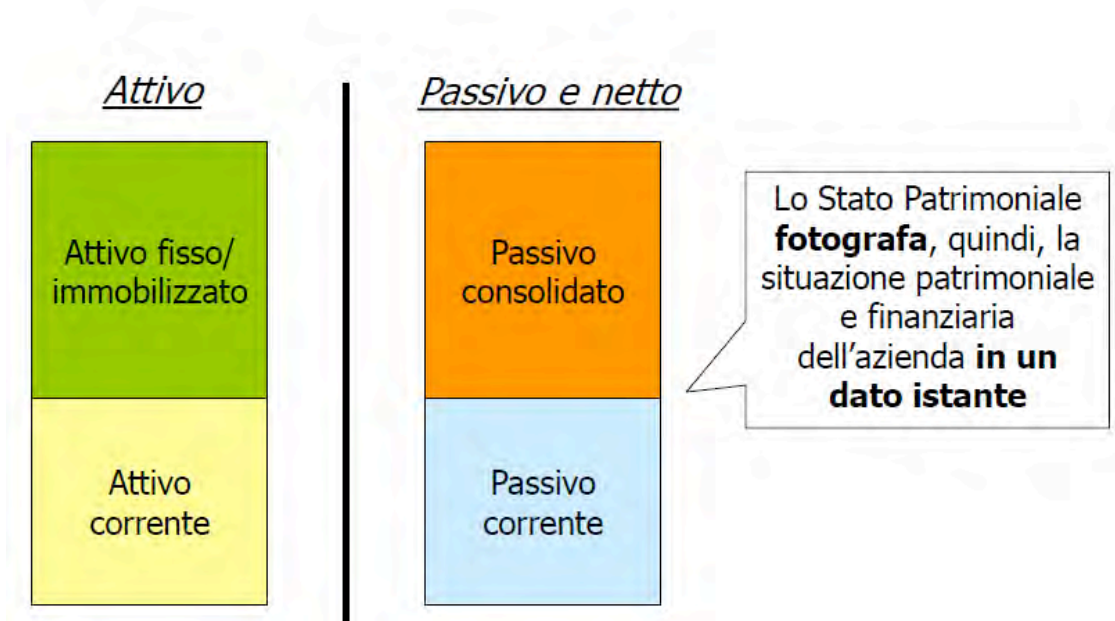 Attivo
Passivo e netto
Attivo fisso/
immobilizzato
Passivo
consolidato
Lo Stato Patrimoniale
fotografa, quindi, la
situazione patrimoniale
e finanziaria
dell'azienda in un
dato istante
Attivo
corrente
Passivo
corrente